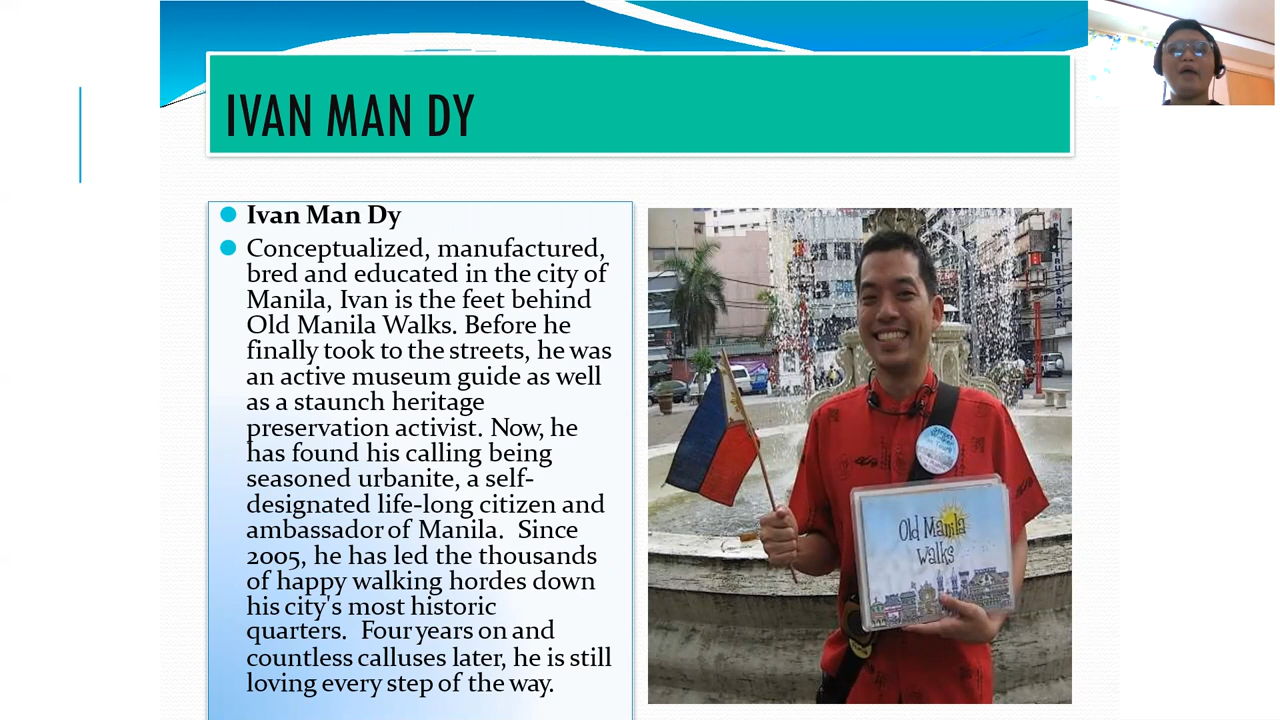 IVAN MAN DY
Ivan Man Dy
Conceptualized, manufactured,
bred and educated in the city of
Manila, Ivan is the feet behind
Old Manila Walks. Before he
finally took to the streets, he was
an active museum guide as well
as a staunch heritage
preservation activist. Now, he
has found his calling being
seasoned urbanite, a self-
designated life-long citizen and
ambassador of Manila. Since
2005, he has led the thousands
of happy walking hordes down
his city's most historic
quarters. Four years on and
countless calluses later, he is still
loving every step of the way.
Old Manila
Walks